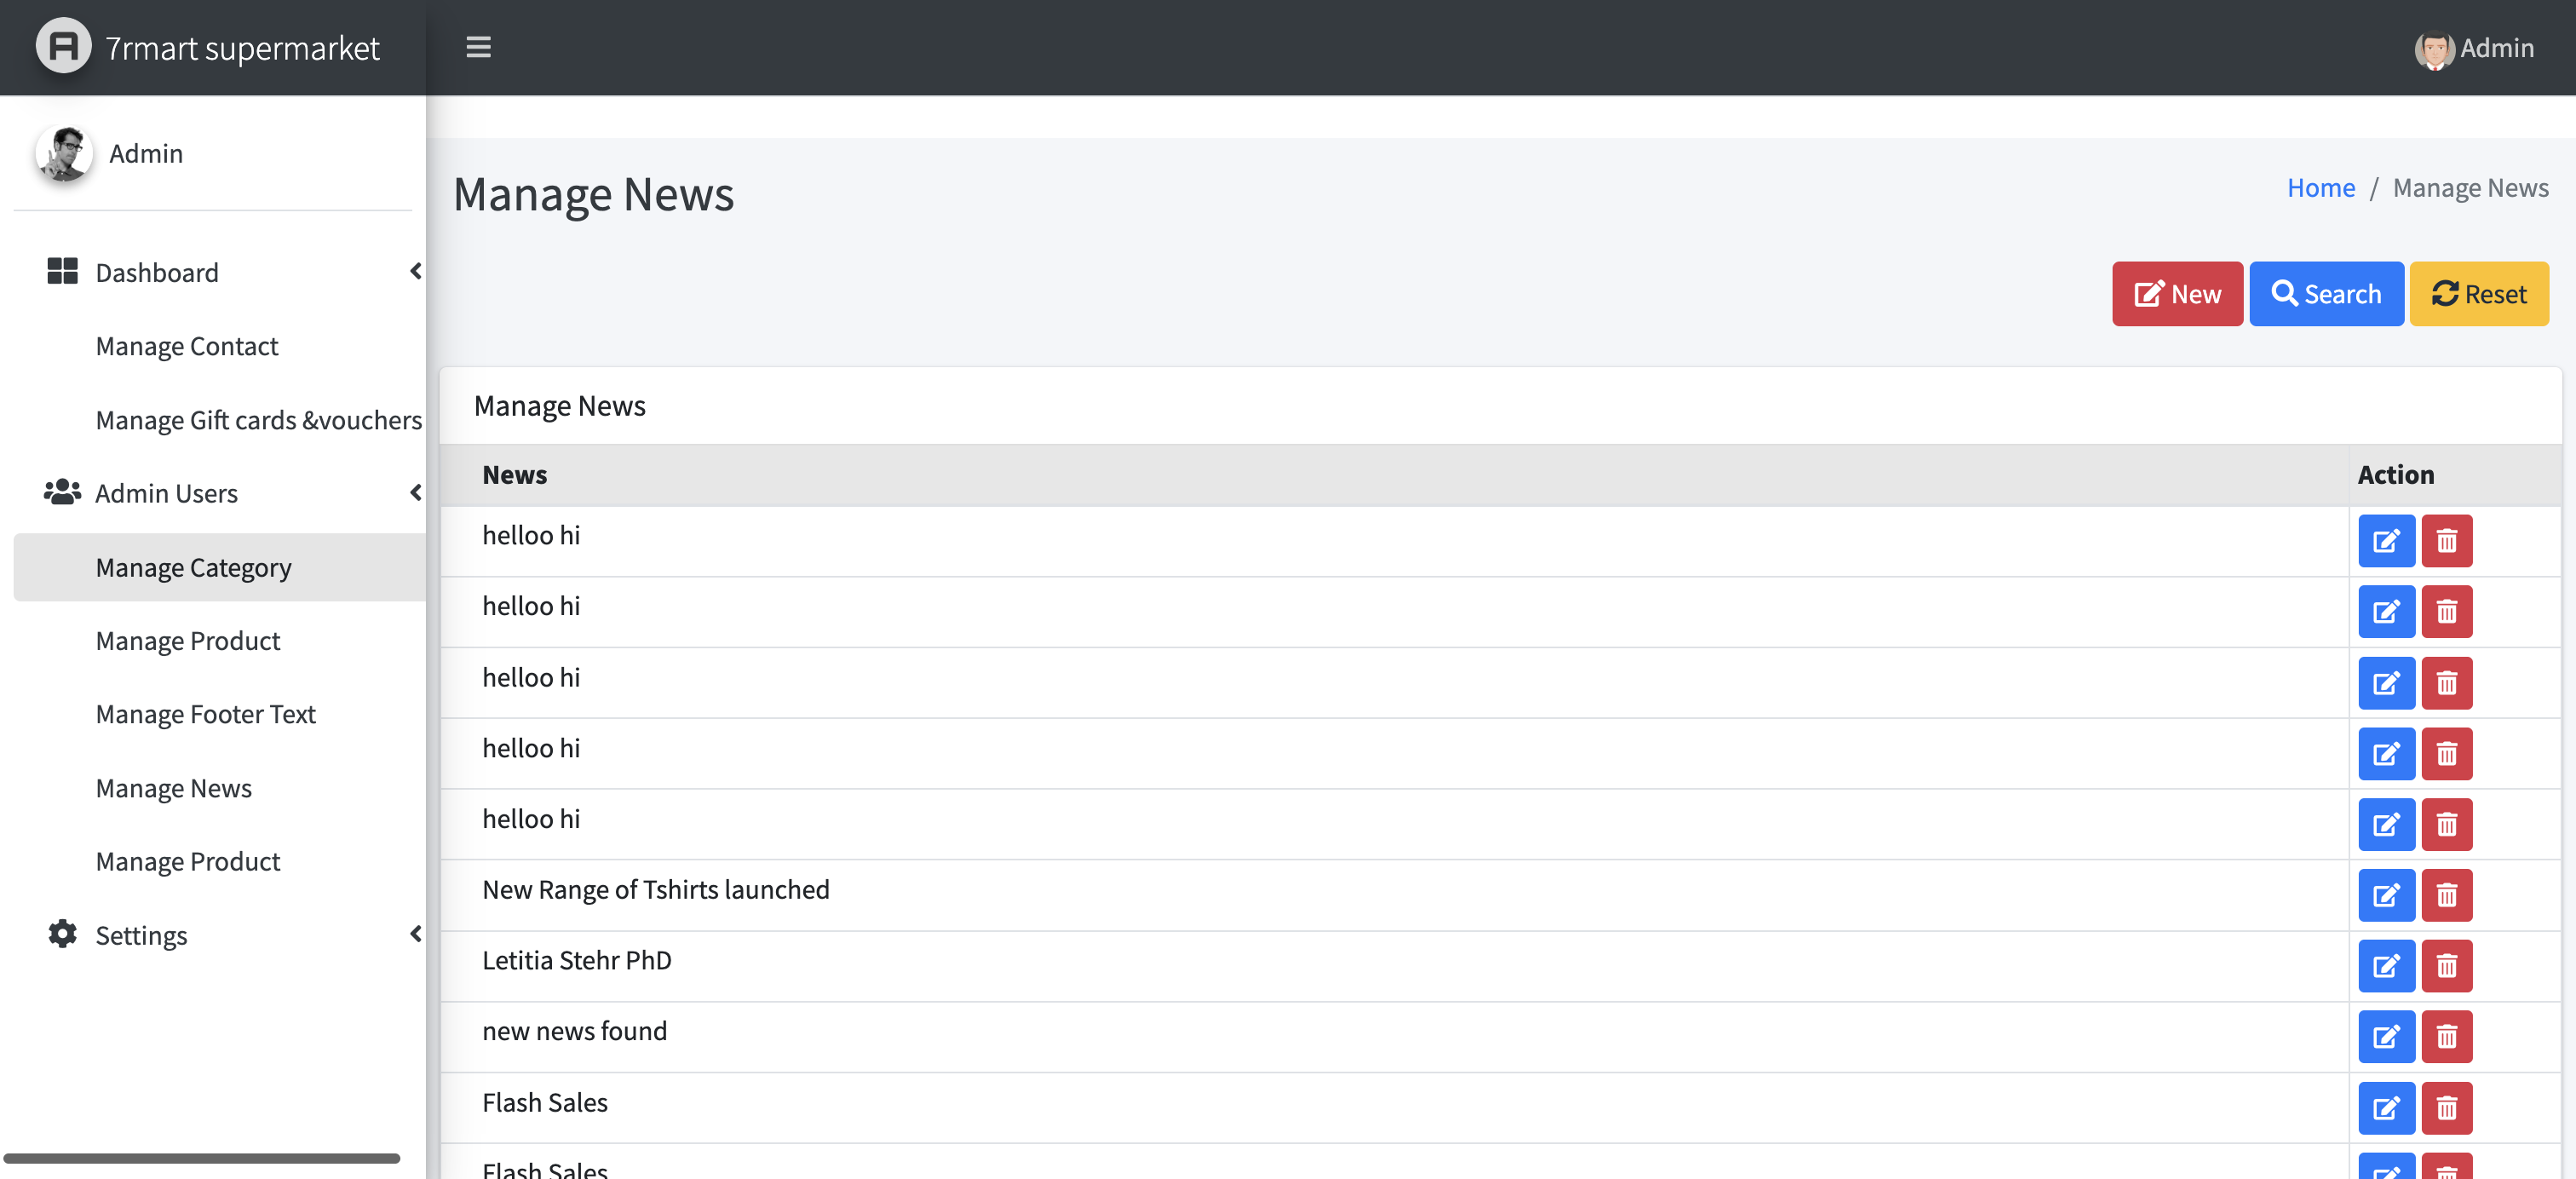 7rmart supermarket
Admin
Admin
Dashboard
Manage Contact
Manage Gift cards &vouchers
Admin Users
Manage Category
Manage Product
Manage Footer Text
Manage News
Manage Product
Settings
Manage News
Home / Manage News
New Search Reset
Manage News
News Action
helloo hi
helloo hi
helloo hi
helloo hi
helloo hi
New Range of Tshirts launched
Letitia Stehr PhD
new news found
Flash Sales
Flash Sales